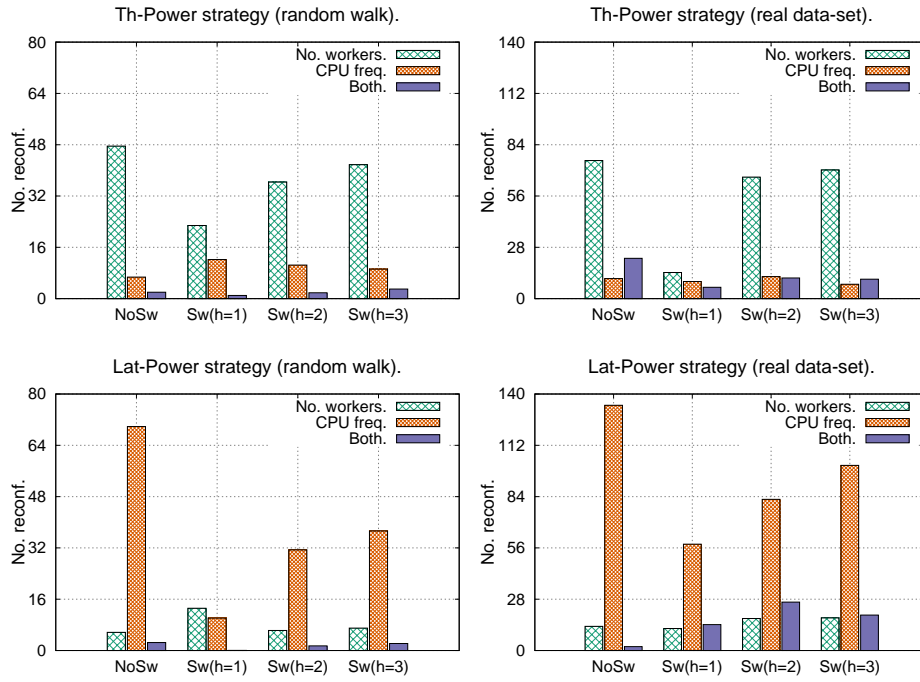 Th-Power strategy (random walk).
No. reconf.
80
64
48
32
16
0
No. workers.
CPU freq.
Both.
NoSw Sw(h=1) Sw(h=2) Sw(h=3)
Th-Power strategy (real data-set).
No. reconf.
140
112
84
56
28
0
No. workers.
CPU freq.
Both.
NoSw Sw(h=1) Sw(h=2) Sw(h=3)
Lat-Power strategy (random walk).
No. reconf.
80
64
48
32
16
0
No. workers.
CPU freq.
Both.
NoSw Sw(h=1) Sw(h=2) Sw(h=3)
Lat-Power strategy (real data-set).
No. reconf.
140
112
84
56
28
0
No. workers.
CPU freq.
Both.
NoSw Sw(h=1) Sw(h=2) Sw(h=3)